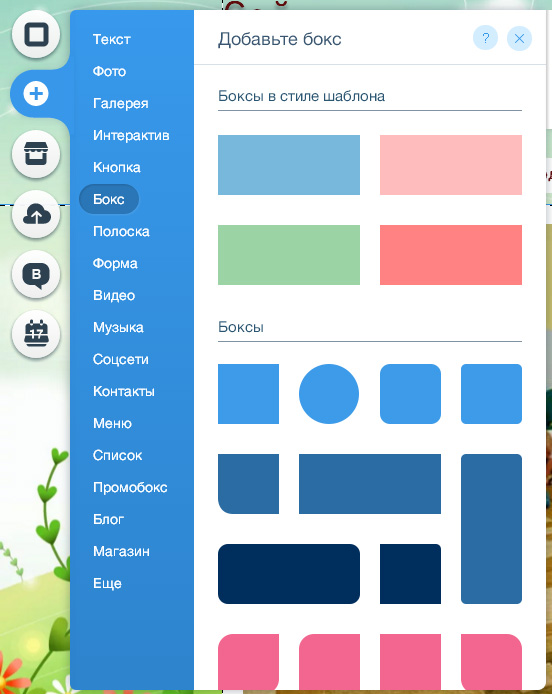 Добавьте бокс
?
Текст
Фото
Галерея
Интерактив
Кнопка
Бокс
Полоска
Форма
Видео
Музыка
Соцсети
Контакты
Меню
Список
Промобокс
Блог
Магазин
Еще
Боксы в стиле шаблона
Боксы
B
17